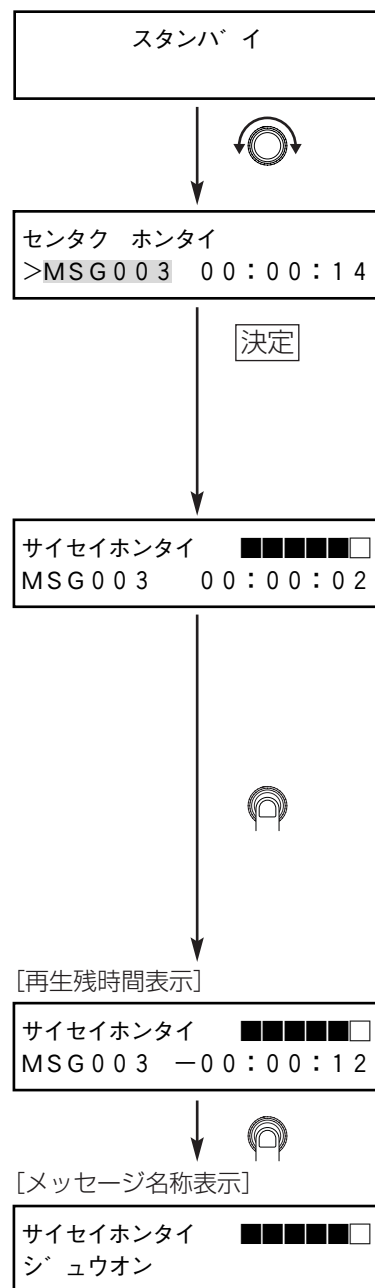 スタンバイ
センタク ホンタイ
>MSG003 00:00:14
決定
サイセイホンタイ ■■■■■□
MSG003 00:00:02
[再生残時間表示]
サイセイホンタイ ■■■■■□
MSG003 −00:00:12
[メッセージ名称表示]
サイセイホンタイ ■■■■■□
ジュウオン